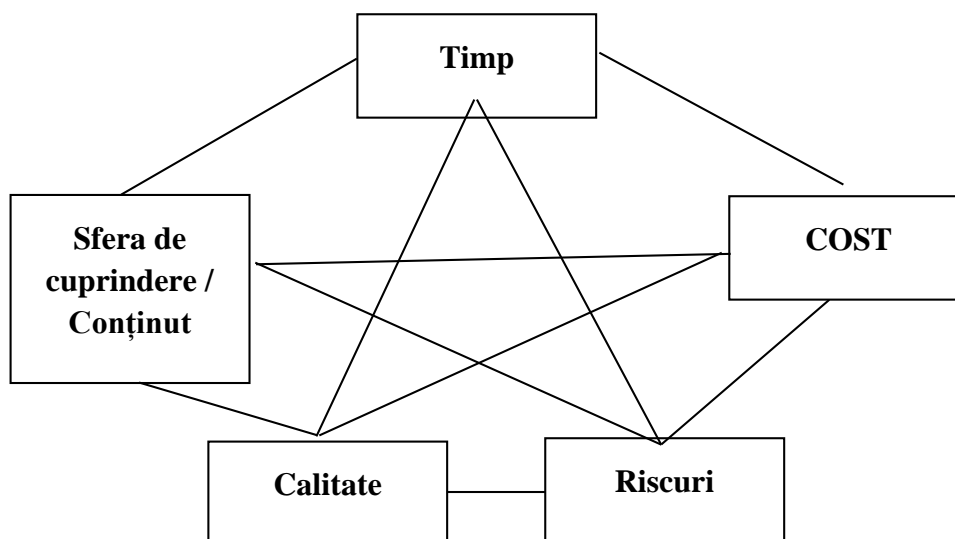 Timp
Sfera de
cuprindere /
Conținut
COST
Calitate
Riscuri